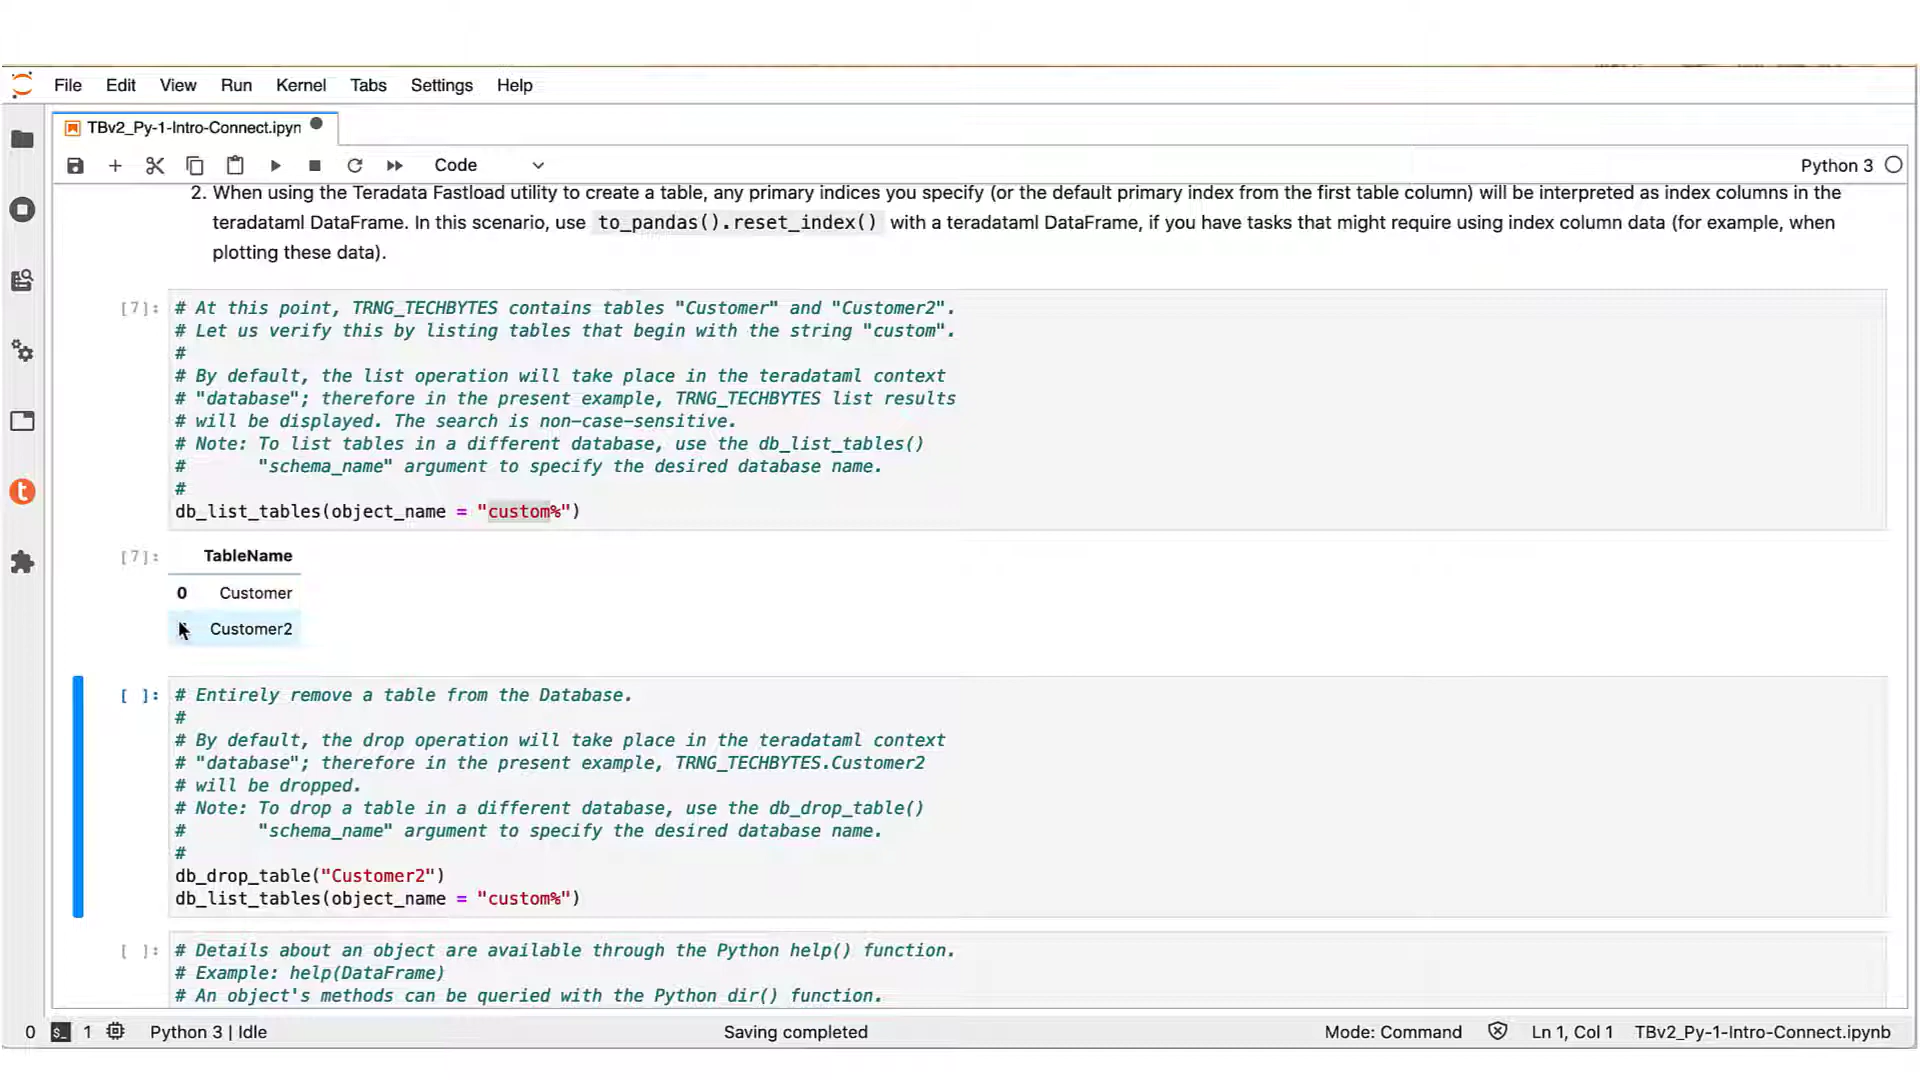 File Edit View Run Kernel Tabs Settings Help
TBv2_Py-1-Intro-Connect.ipyn
Code
Python 3
2. When using the Teradata Fastload utility to create a table, any primary indices you specify (or the default primary index from the first table column) will be interpreted as index columns in the
teradataml DataFrame. In this scenario, use to_pandas().reset_index() with a teradataml DataFrame, if you have tasks that might require using index column data (for example, when
plotting these data).
[7]: # At this point, TRNG_TECHBYTES contains tables "Customer" and "Customer2".
# Let us verify this by listing tables that begin with the string "custom".
#
# By default, the list operation will take place in the teradataml context
# "database"; therefore in the present example, TRNG_TECHBYTES list results
# will be displayed. The search is non-case-sensitive.
# Note: To list tables in a different database, use the db_list_tables()
# "schema_name" argument to specify the desired database name.
#
db_list_tables(object_name = "custom%")
[7]: TableName
0 Customer
Customer2
[ ]: # Entirely remove a table from the Database.
#
# By default, the drop operation will take place in the teradataml context
# "database"; therefore in the present example, TRNG_TECHBYTES.Customer2
# will be dropped.
# Note: To drop a table in a different database, use the db_drop_table()
# "schema_name" argument to specify the desired database name.
#
db_drop_table("Customer2")
db_list_tables(object_name = "custom%")
[ ]: # Details about an object are available through the Python help() function.
# Example: help(DataFrame)
# An object's methods can be queried with the Python dir() function.
0 $_ 1 Python 3 | Idle Saving completed Mode: Command Ln 1, Col 1 TBv2_Py-1-Intro-Connect.ipynb